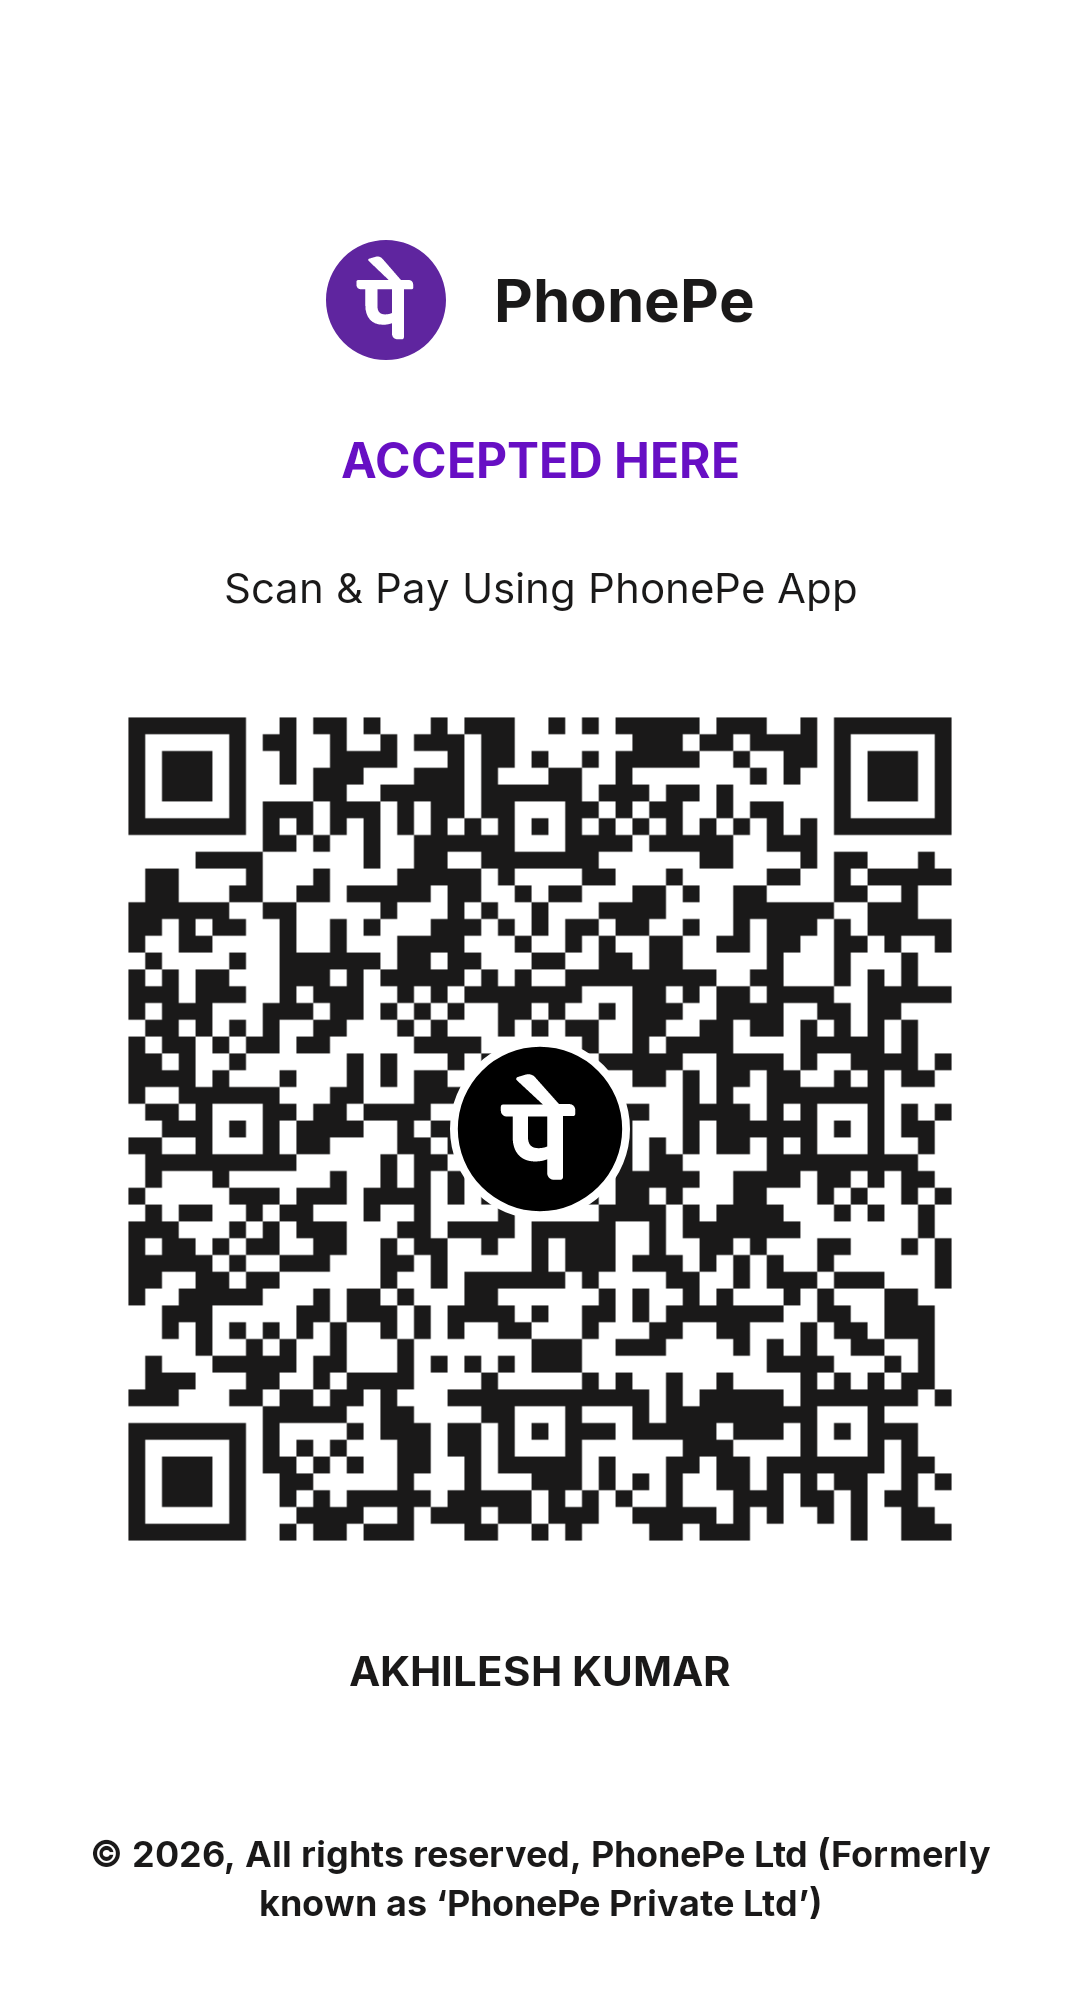 पे PhonePe
ACCEPTED HERE
Scan & Pay Using PhonePe App
पे
AKHILESH KUMAR
© 2026, All rights reserved, PhonePe Ltd (Formerly
known as ‘PhonePe Private Ltd’)